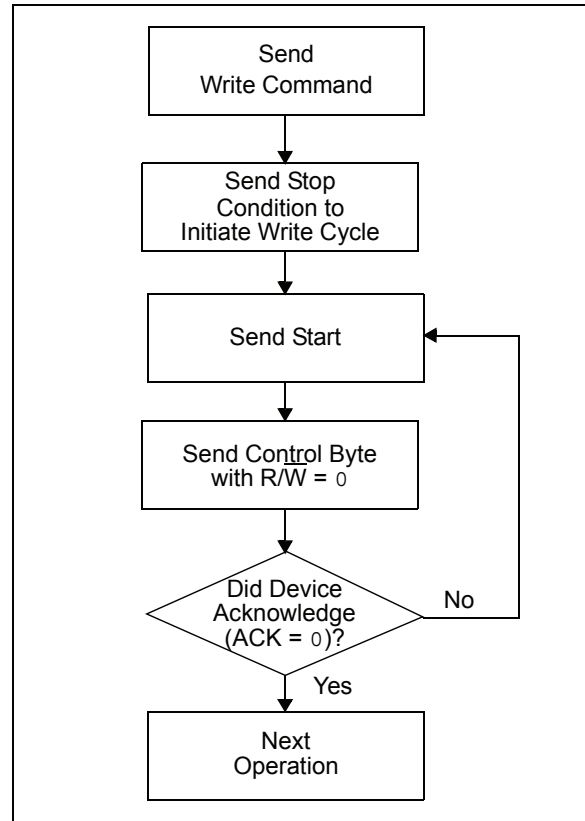 Send
Write Command
Send Stop
Condition to
Initiate Write Cycle
Send Start
Send Control Byte
with R/W̅ = 0
Did Device
Acknowledge
(ACK = 0)?
No
Yes
Next
Operation